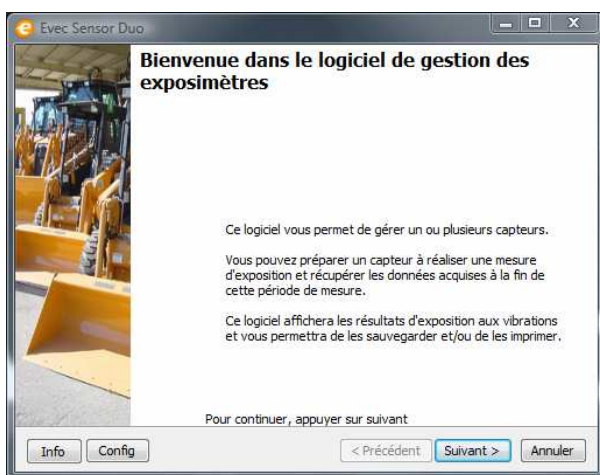 Evec Sensor Duo
Bienvenue dans le logiciel de gestion des
exposimètres
Ce logiciel vous permet de gérer un ou plusieurs capteurs.
Vous pouvez préparer un capteur à réaliser une mesure
d'exposition et récupérer les données acquises à la fin de
cette période de mesure.
Ce logiciel affichera les résultats d'exposition aux vibrations
et vous permettra de les sauvegarder et/ou de les imprimer.
Pour continuer, appuyer sur suivant
Info Config < Précédent Suivant > Annuler